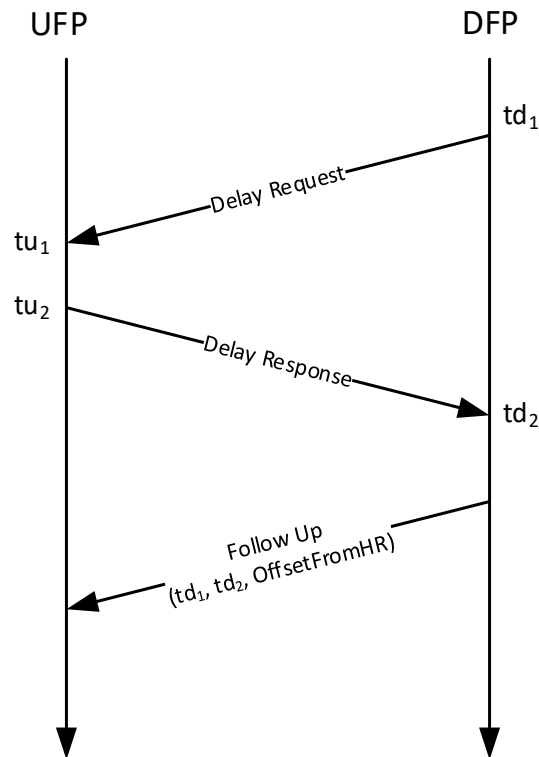 UFP
DFP
td₁
Delay Request
tu₁
tu₂
Delay Response
td₂
Follow Up
(td₁, td₂, OffsetFromHR)